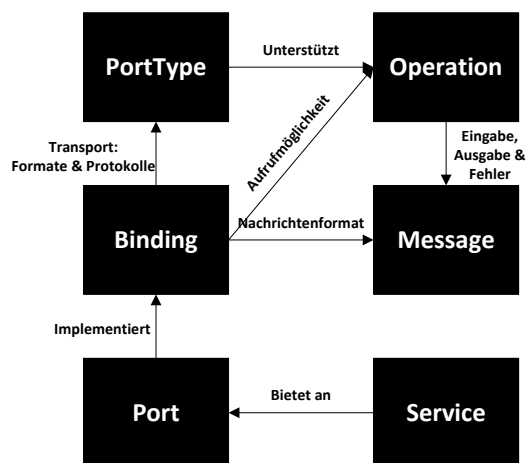 PortType
Unterstützt
Operation
Transport:
Formate & Protokolle
Aufrufmöglichkeit
Eingabe,
Ausgabe &
Fehler
Binding
Nachrichtenformat
Message
Implementiert
Port
Bietet an
Service